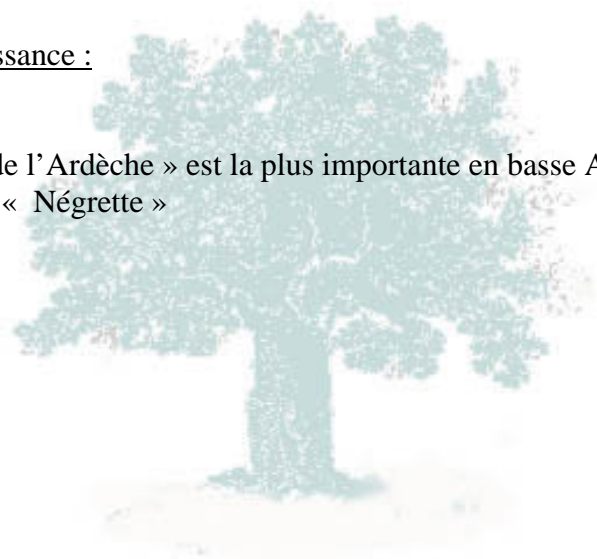 ssance :
de l’Ardèche » est la plus importante en basse A
«  Négrette »